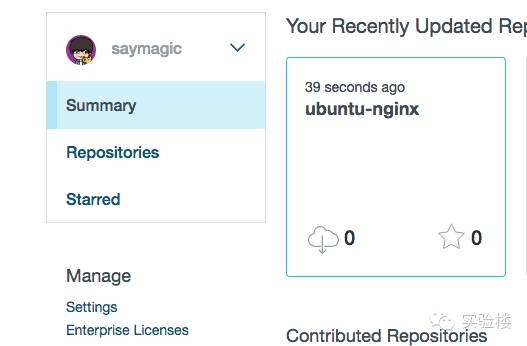 saymagic
Summary
Repositories
Starred
Manage
Settings
Enterprise Licenses
Your Recently Updated Rep
39 seconds ago
ubuntu-nginx
0
0
Contributed Repositories
实验楼